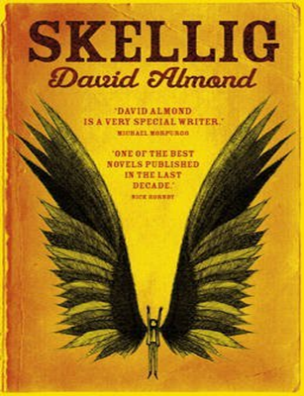 SKELLIG
David Almond
'DAVID ALMOND
IS A VERY SPECIAL WRITER.'
MICHAEL MORPURGO
'ONE OF THE BEST
NOVELS PUBLISHED
IN THE LAST
DECADE.'
NICK HORNBY